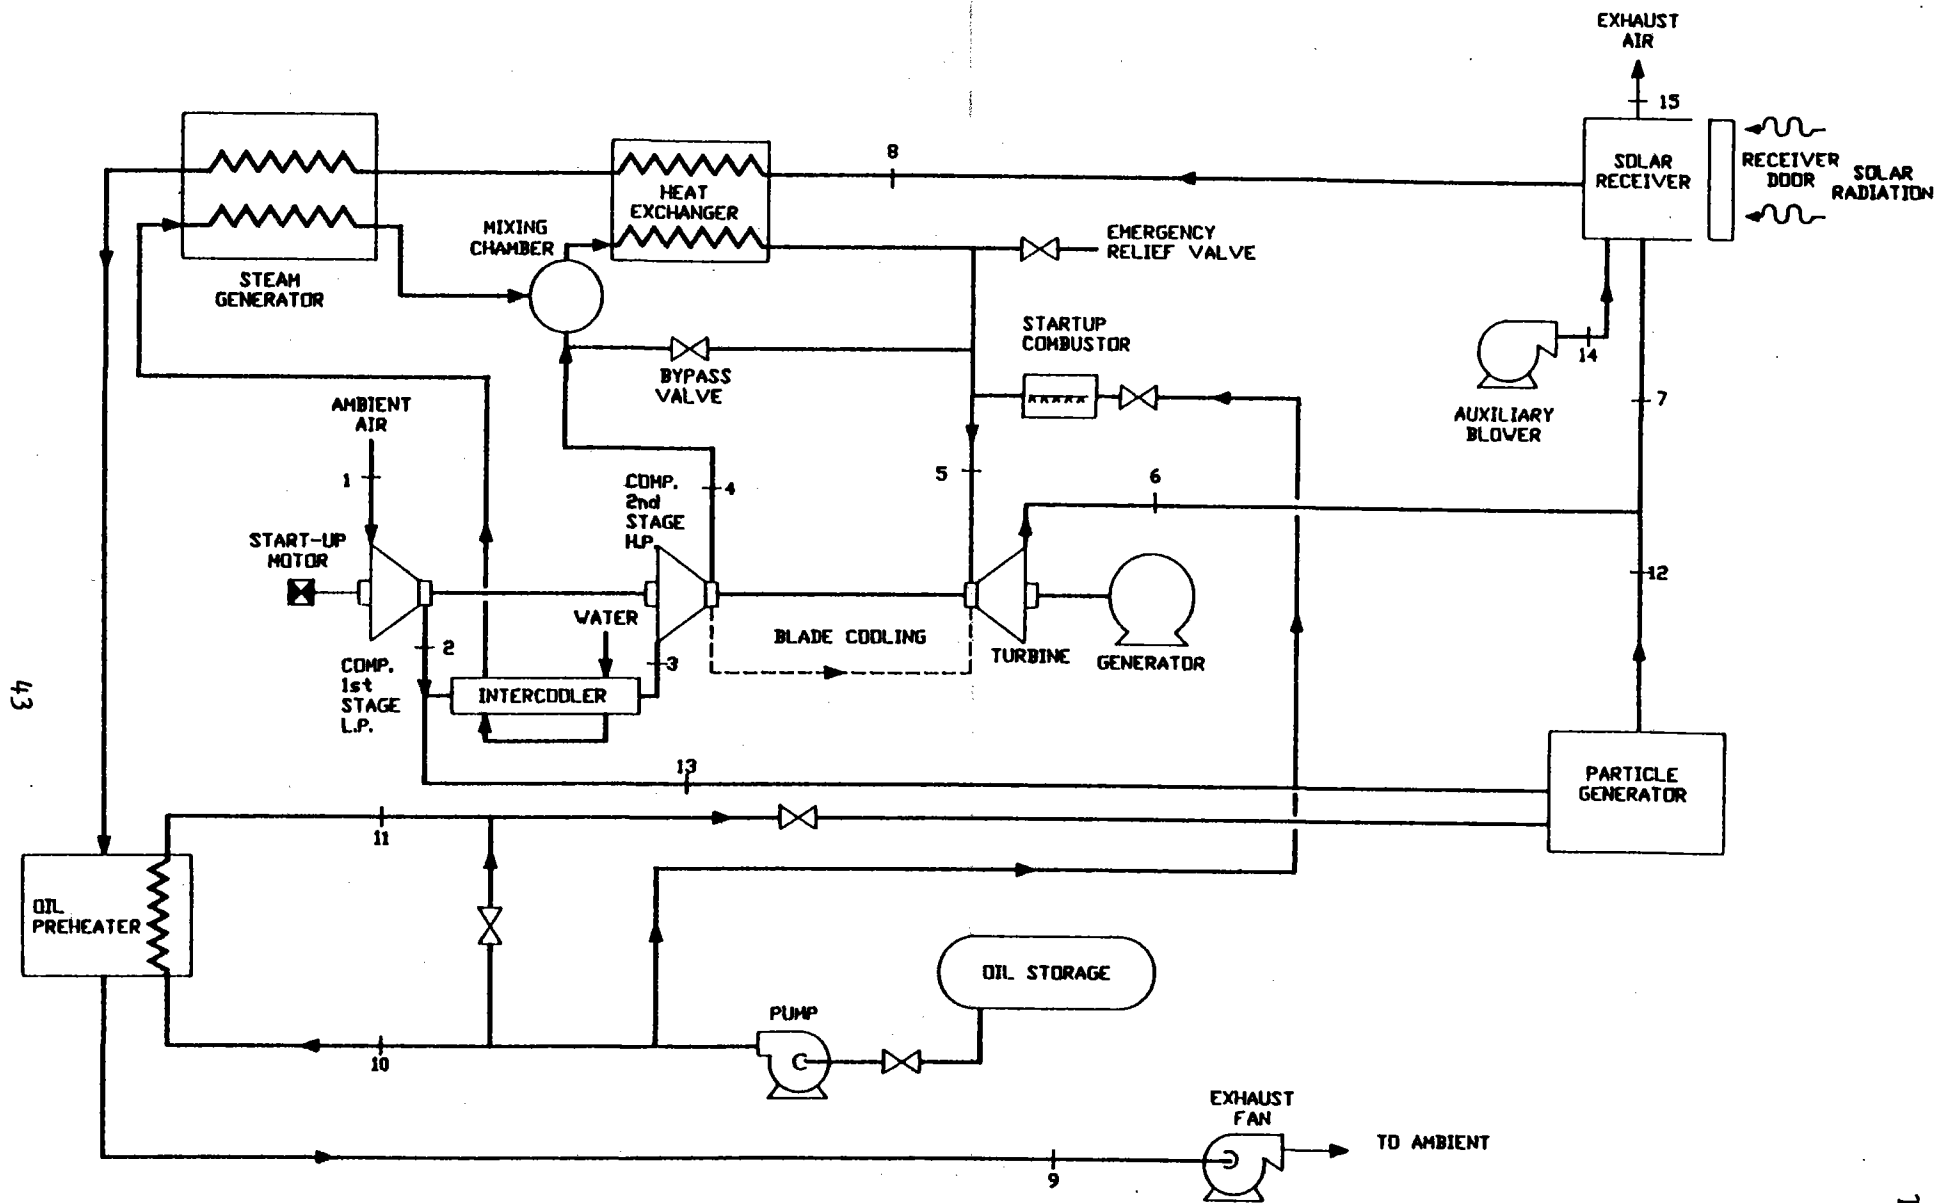 EXHAUST
AIR
15
SOLAR
RECEIVER
RECEIVER
DOOR
SOLAR
RADIATION
8
HEAT
EXCHANGER
MIXING
CHAMBER
EMERGENCY
RELIEF VALVE
STEAM
GENERATOR
STARTUP
COMBUSTOR
14
BYPASS
VALVE
7
AUXILIARY
BLOWER
AMBIENT
AIR
1
COMP.
2nd
STAGE
H.P.
4
5
6
START-UP
MOTOR
12
WATER
BLADE COOLING
2
3
TURBINE
GENERATOR
COMP.
1st
STAGE
L.P.
INTERCOOLER
43
13
PARTICLE
GENERATOR
11
OIL
PREHEATER
OIL STORAGE
PUMP
C
10
EXHAUST
FAN
TO AMBIENT
9